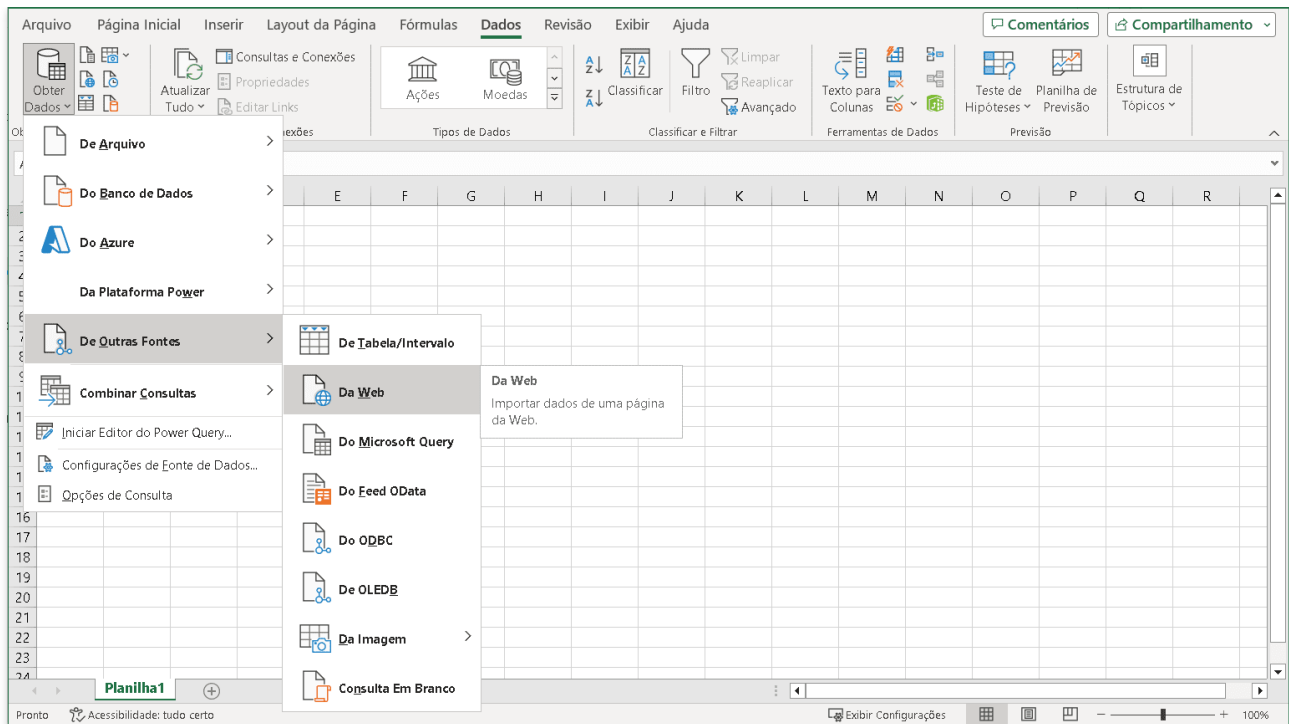 Arquivo Página Inicial Inserir Layout da Página Fórmulas Dados Revisão Exibir Ajuda Comentários Compartilhamento
Obter Dados
Atualizar Tudo
Consultas e Conexões
Propriedades
Editar Links
Ações
Moedas
Classificar
Filtro
Limpar
Reaplicar
Avançado
Texto para Colunas
Teste de Hipóteses
Planilha de Previsão
Estrutura de Tópicos
Tipos de Dados Classificar e Filtrar Ferramentas de Dados Previsão
E F G H I J K L M N O P Q R
De Arquivo
Do Banco de Dados
Do Azure
Da Plataforma Power
De Outras Fontes
Combinar Consultas
Iniciar Editor do Power Query...
Configurações de Fonte de Dados...
Opções de Consulta
De Tabela/Intervalo
Da Web
Do Microsoft Query
Do Feed OData
Do ODBC
De OLEDB
Da Imagem
Consulta Em Branco
Da Web
Importar dados de uma página
da Web.
16
17
18
19
20
21
22
23
24
Planilha1
Pronto Acessibilidade: tudo certo Exibir Configurações 100%